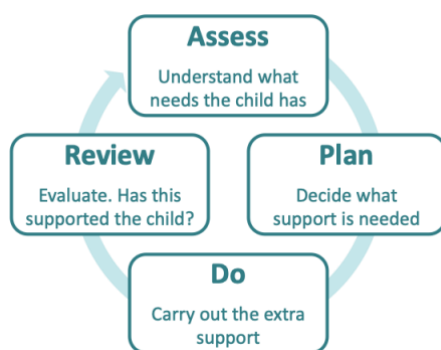 Assess
Understand what
needs the child has
Review
Evaluate. Has this
supported the child?
Plan
Decide what
support is needed
Do
Carry out the extra
support